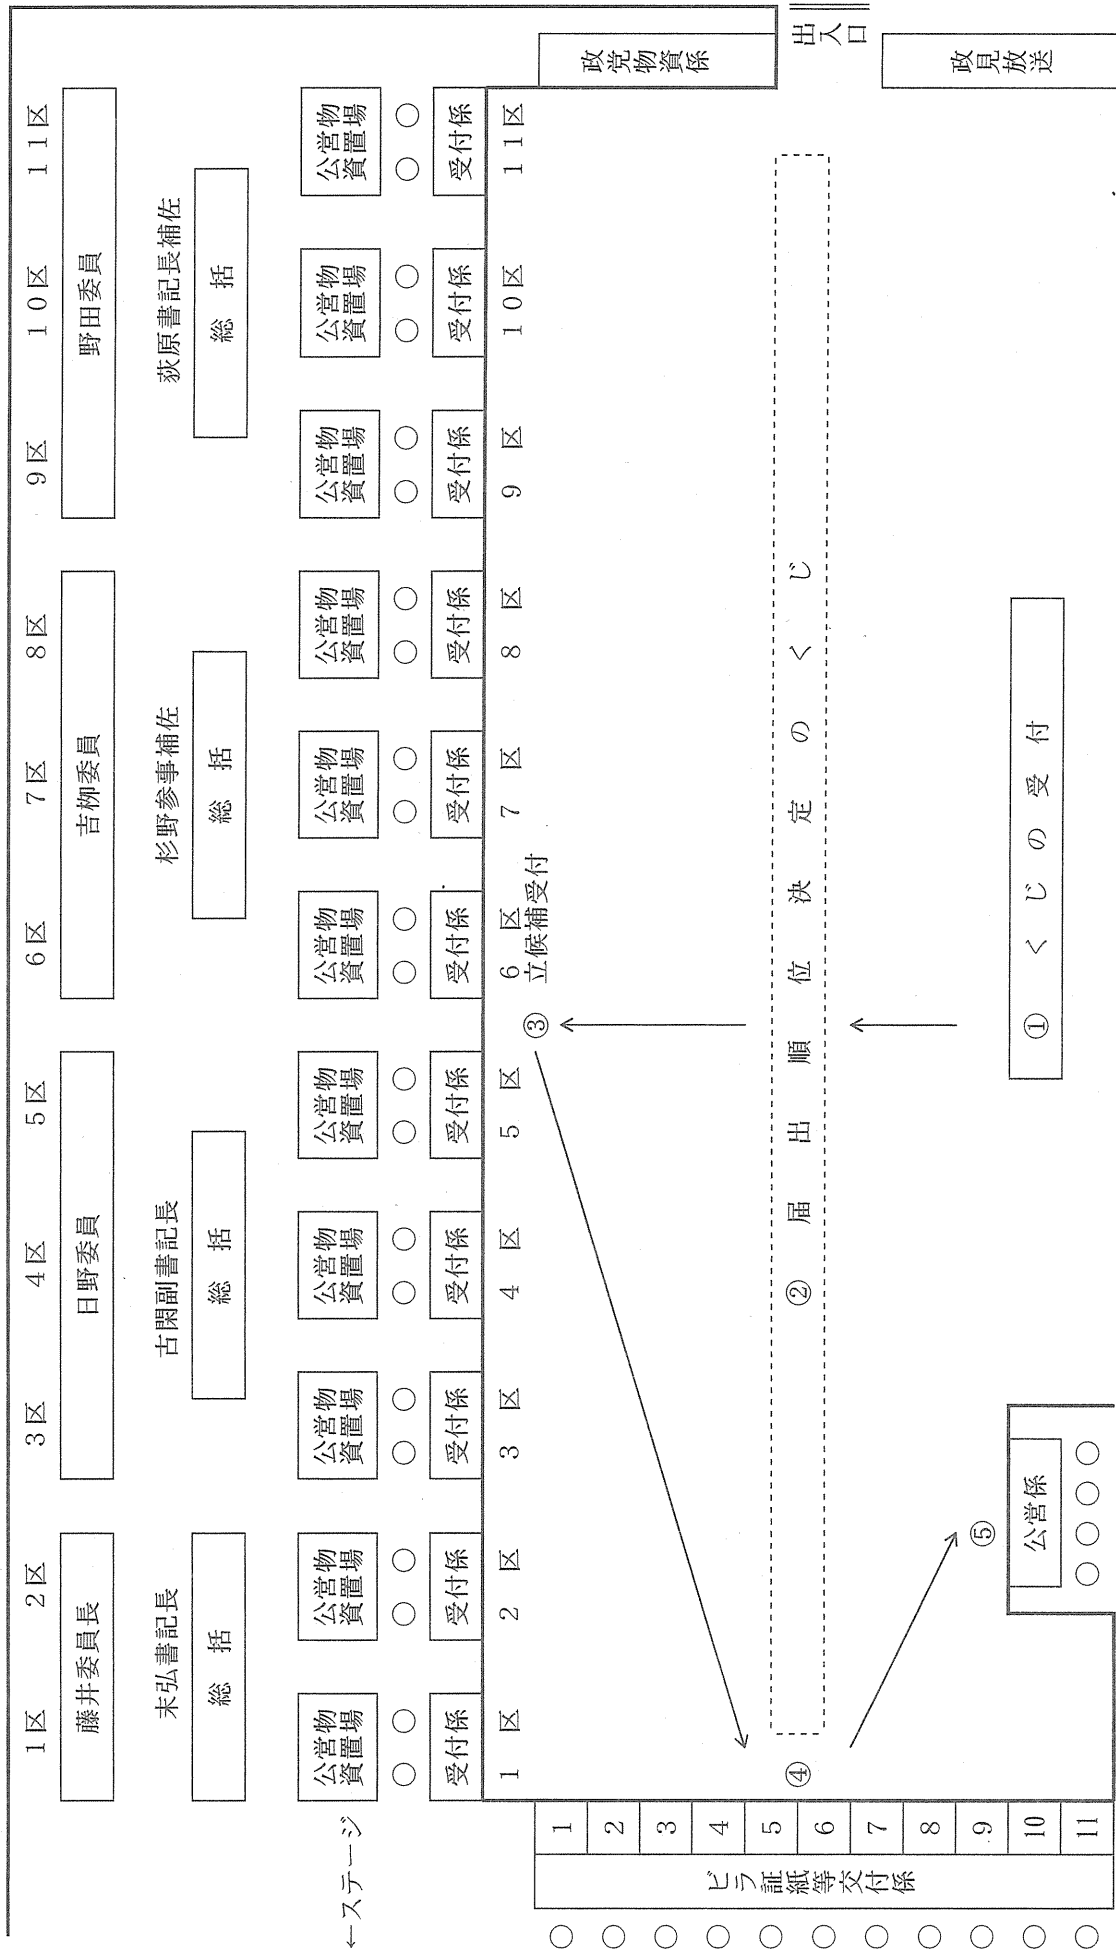 1区 2区 3区 4区 5区 6区 7区 8区 9区 10区 11区
藤井委員長 日野委員 吉栁委員 野田委員
末弘書記長 古閑副書記長 杉野参事補佐 荻原書記長補佐
総括 総括 総括 総括
←ステージ
公営物資置場 公営物資置場 公営物資置場 公営物資置場 公営物資置場 公営物資置場 公営物資置場 公営物資置場 公営物資置場 公営物資置場 公営物資置場
○○ ○○ ○○ ○○ ○○ ○○ ○○ ○○ ○○ ○○ ○○
受付係 受付係 受付係 受付係 受付係 受付係 受付係 受付係 受付係 受付係 受付係
1区 2区 3区 4区 5区 6区 7区 8区 9区 10区 11区
③ 立候補受付
政党物資係
出入口
政見放送
② 届出順位決定のくじ
① くじの受付
④
⑤
公営係
○○○○
1 2 3 4 5 6 7 8 9 10 11
ビラ証紙等交付係
○○○○○○○○○○○